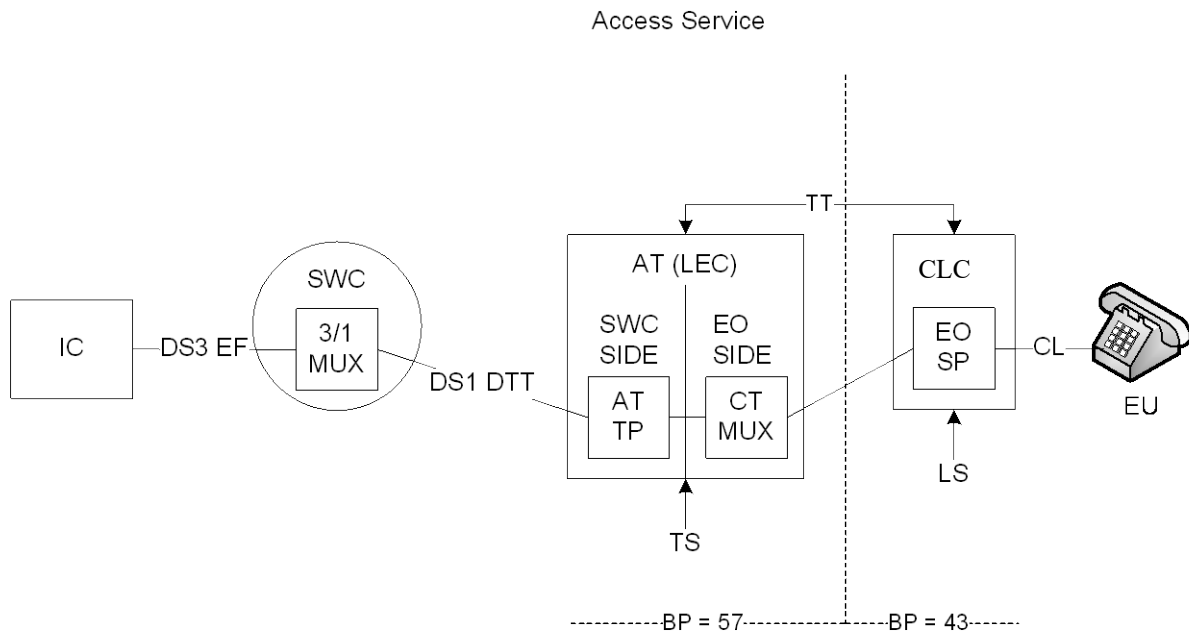 Access Service
TT
AT (LEC)
CLC
SWC
SWC
SIDE
EO
SIDE
IC
DS3 EF
3/1
MUX
DS1 DTT
AT
TP
CT
MUX
EO
SP
CL
EU
LS
TS
BP = 57
BP = 43